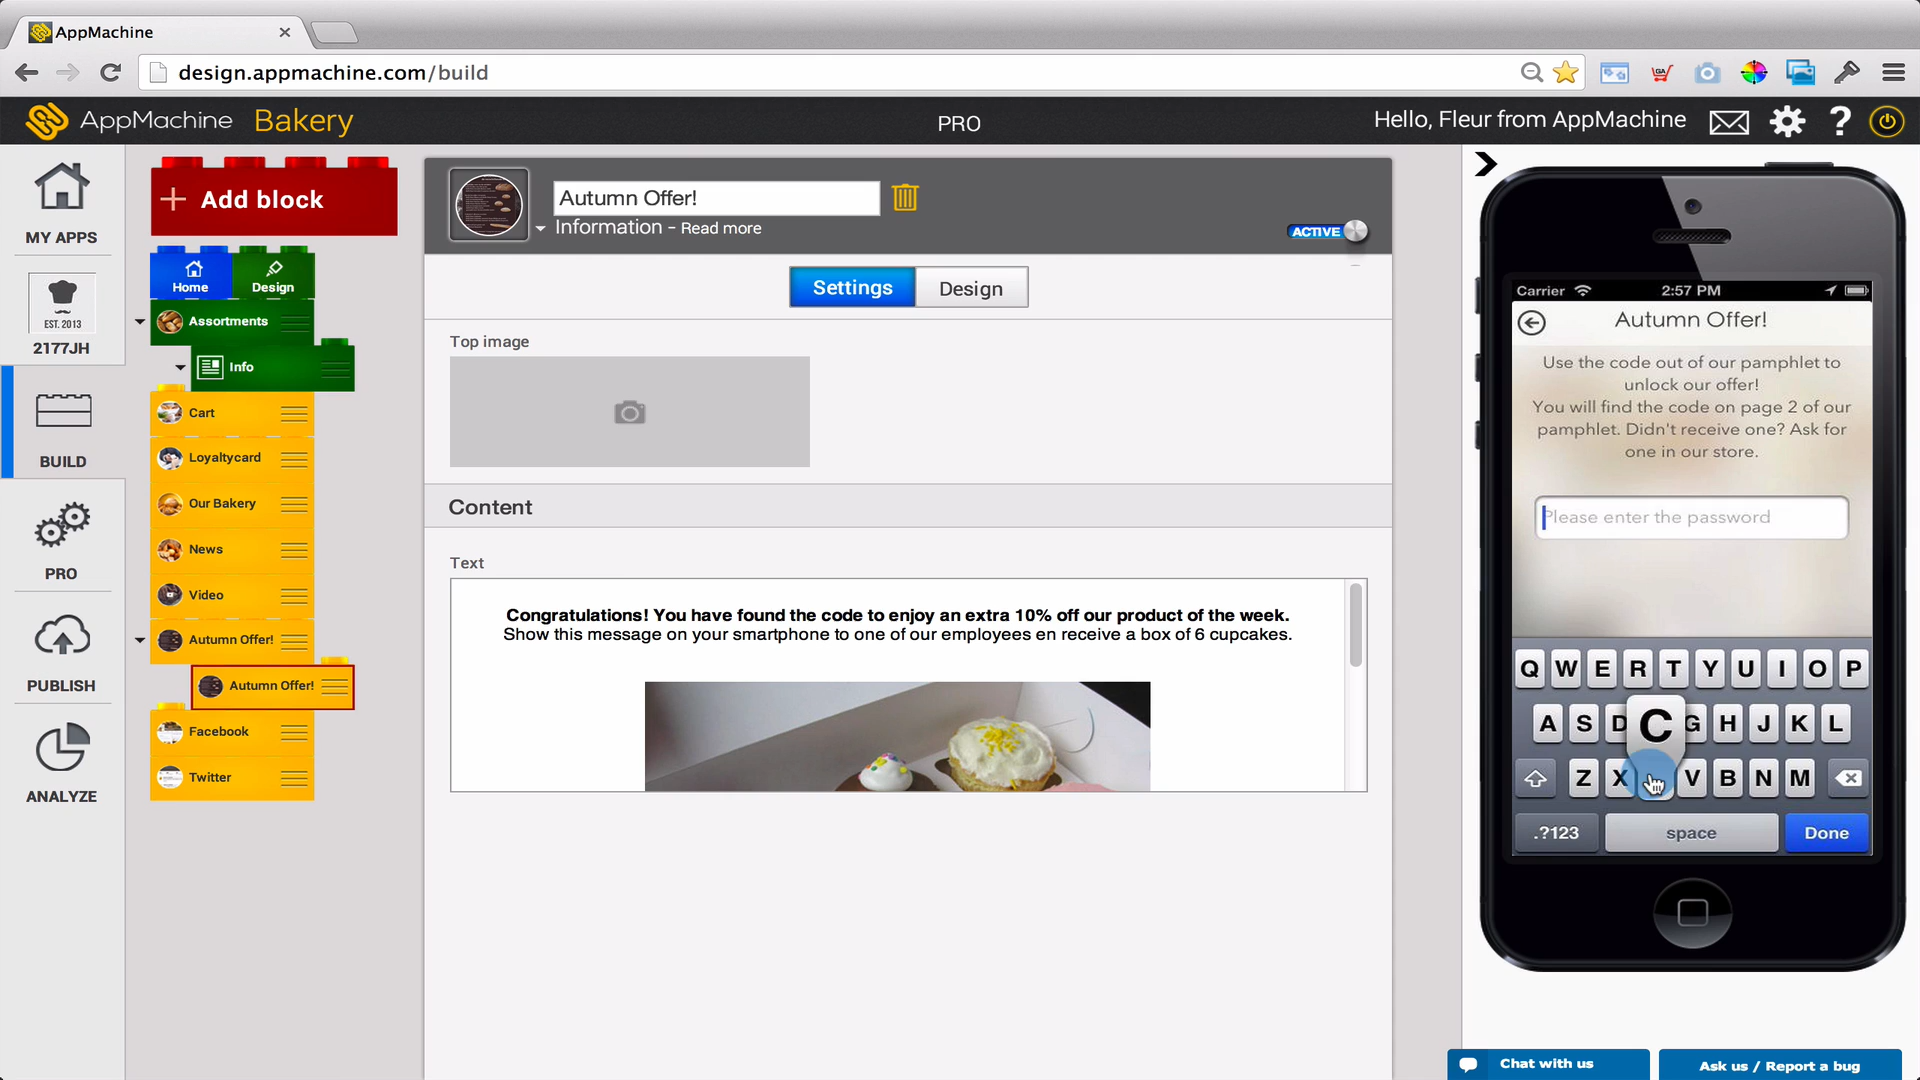 AppMachine
design.appmachine.com/build
AppMachine Bakery
PRO
Hello, Fleur from AppMachine
MY APPS
EST. 2013
2177JH
BUILD
PRO
PUBLISH
ANALYZE
+ Add block
Home
Design
Assortments
Info
Cart
Loyaltycard
Our Bakery
News
Video
Autumn Offer!
Autumn Offer!
Facebook
Twitter
Autumn Offer!
Information - Read more
ACTIVE
Settings
Design
Top image
Content
Text
Congratulations! You have found the code to enjoy an extra 10% off our product of the week.
Show this message on your smartphone to one of our employees en receive a box of 6 cupcakes.
Carrier
2:57 PM
Autumn Offer!
Use the code out of our pamphlet to
unlock our offer!
You will find the code on page 2 of our
pamphlet. Didn't receive one? Ask for
one in our store.
Please enter the password
Q W E R T Y U I O P
A S D C G H J K L
Z X V B N M
.?123
space
Done
Chat with us
Ask us / Report a bug